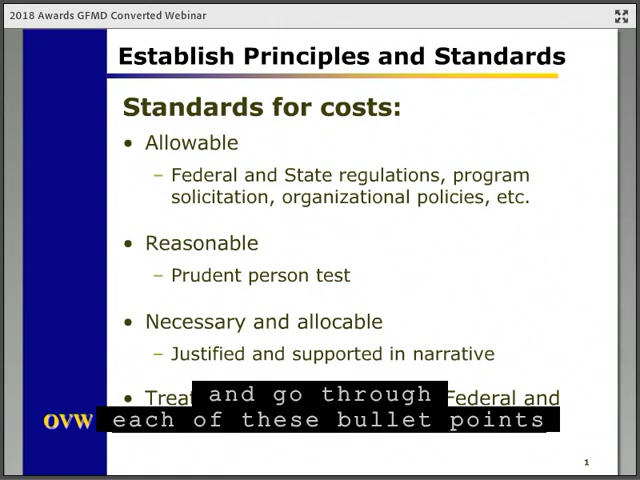 2018 Awards GFMD Converted Webinar
Establish Principles and Standards
Standards for costs:
• Allowable
– Federal and State regulations, program
solicitation, organizational policies, etc.
• Reasonable
– Prudent person test
• Necessary and allocable
– Justified and supported in narrative
• Federal and
and go through
OVW each of these bullet points
1